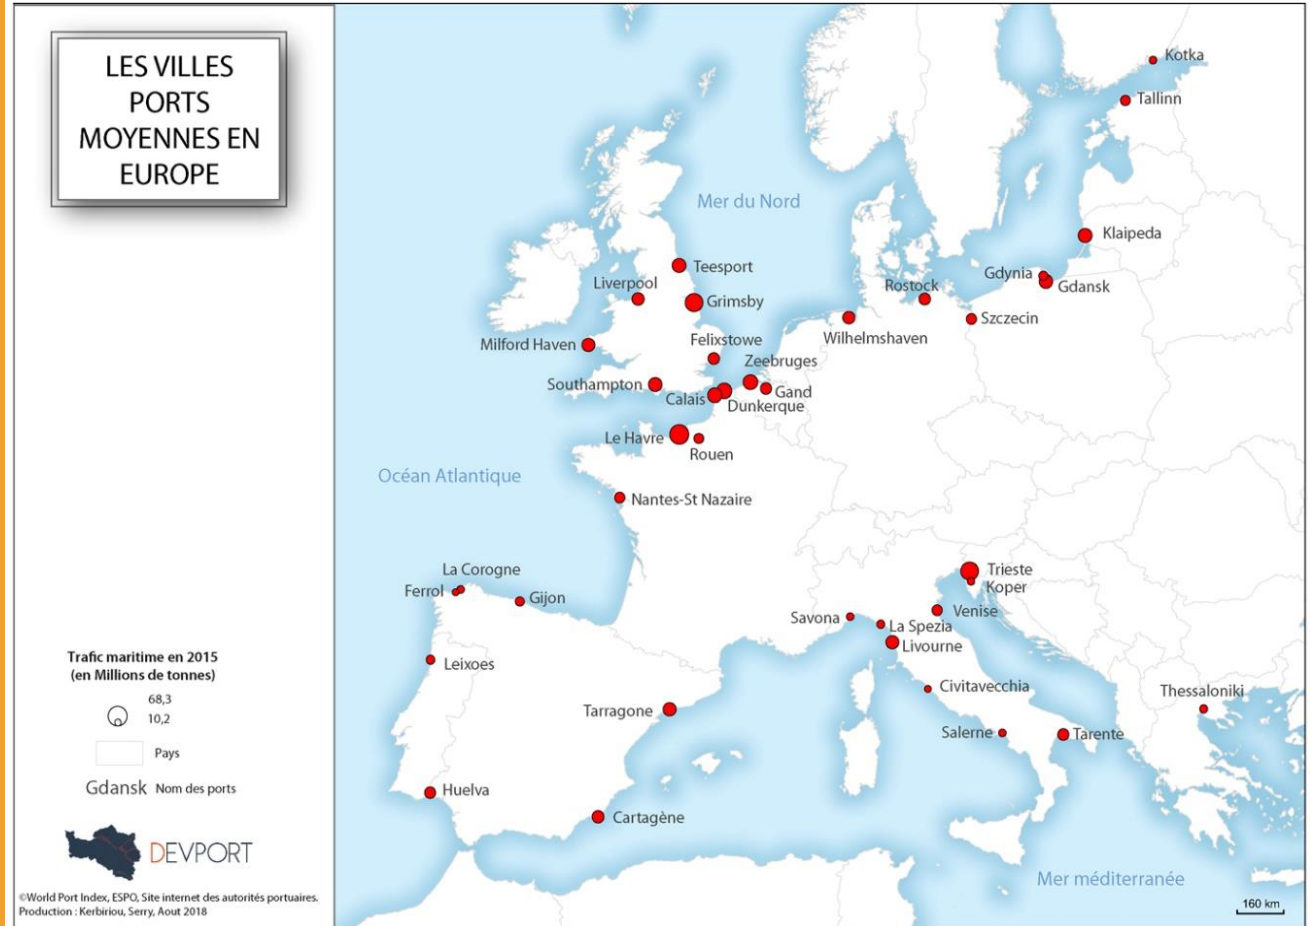 LES VILLES
PORTS
MOYENNES EN
EUROPE
Kotka
Tallinn
Mer du Nord
Klaipeda
Teesport
Gdynia
Liverpool
Rostock
Gdansk
Grimsby
Szczecin
Milford Haven
Felixstowe
Wilhelmshaven
Zeebruges
Southampton
Gand
Calais
Dunkerque
Le Havre
Rouen
Océan Atlantique
Nantes-St Nazaire
La Corogne
Trieste
Koper
Ferrol
Gijon
Venise
Savona
La Spezia
Livourne
Leixoes
Civitavecchia
Thessaloniki
Tarragone
Salerne
Tarente
Huelva
Cartagène
Mer méditerranée
160 km
Trafic maritime en 2015
(en Millions de tonnes)
68,3
10,2
Pays
Gdansk Nom des ports
DEVPORT
©World Port Index, ESPO, Site internet des autorités portuaires.
Production : Kerbiriou, Serry, Aout 2018